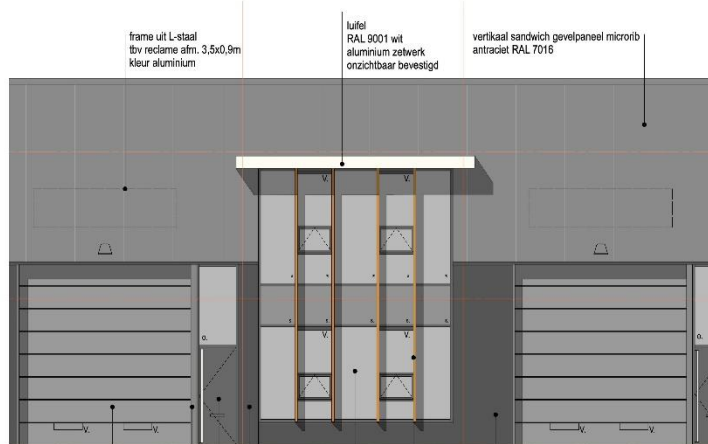 frame uit L-staal
tbv reclame afm. 3,5x0,9m
kleur aluminium
luifel
RAL 9001 wit
aluminium zetwerk
onzichtbaar bevestigd
vertikaal sandwich gevelpaneel microrib
antraciet RAL 7016
V.
V.
V.
V.
O.
O.
V.
V.
V.
V.